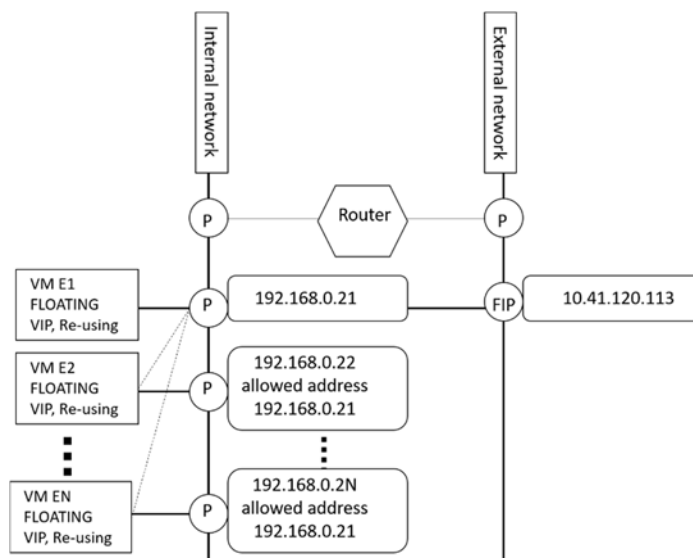 Internal network
External network
P
Router
P
VM E1
FLOATING
VIP, Re-using
P
192.168.0.21
FIP
10.41.120.113
VM E2
FLOATING
VIP, Re-using
P
192.168.0.22
allowed address
192.168.0.21
VM EN
FLOATING
VIP, Re-using
P
192.168.0.2N
allowed address
192.168.0.21